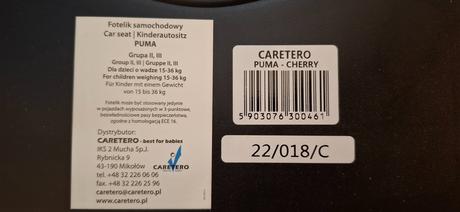 Fotelik samochodowy
Car seat | Kinderautositz
PUMA
Grupa II, III
Group II, III | Gruppe II, III
Dla dzieci o wadze 15-36 kg
For children weighing 15-36 kg
Für Kinder mit einem Gewicht
von 15 bis 36 kg
Fotelik może być stosowany jedynie
w pojazdach wyposażonych w 3-punktowe,
bezwładnościowe pasy bezpieczeństwa,
zgodne z homologacją ECE 16.
Dystrybutor:
CARETERO - best for babies
IKS 2 Mucha Sp.J.
Rybnicka 9
43-190 Mikołów
tel. +48 32 226 06 06
fax. +48 32 226 25 96
caretero@caretero.pl
www.caretero.pl
CARETERO
CARETERO
PUMA - CHERRY
5 903076 300461
22/018/C